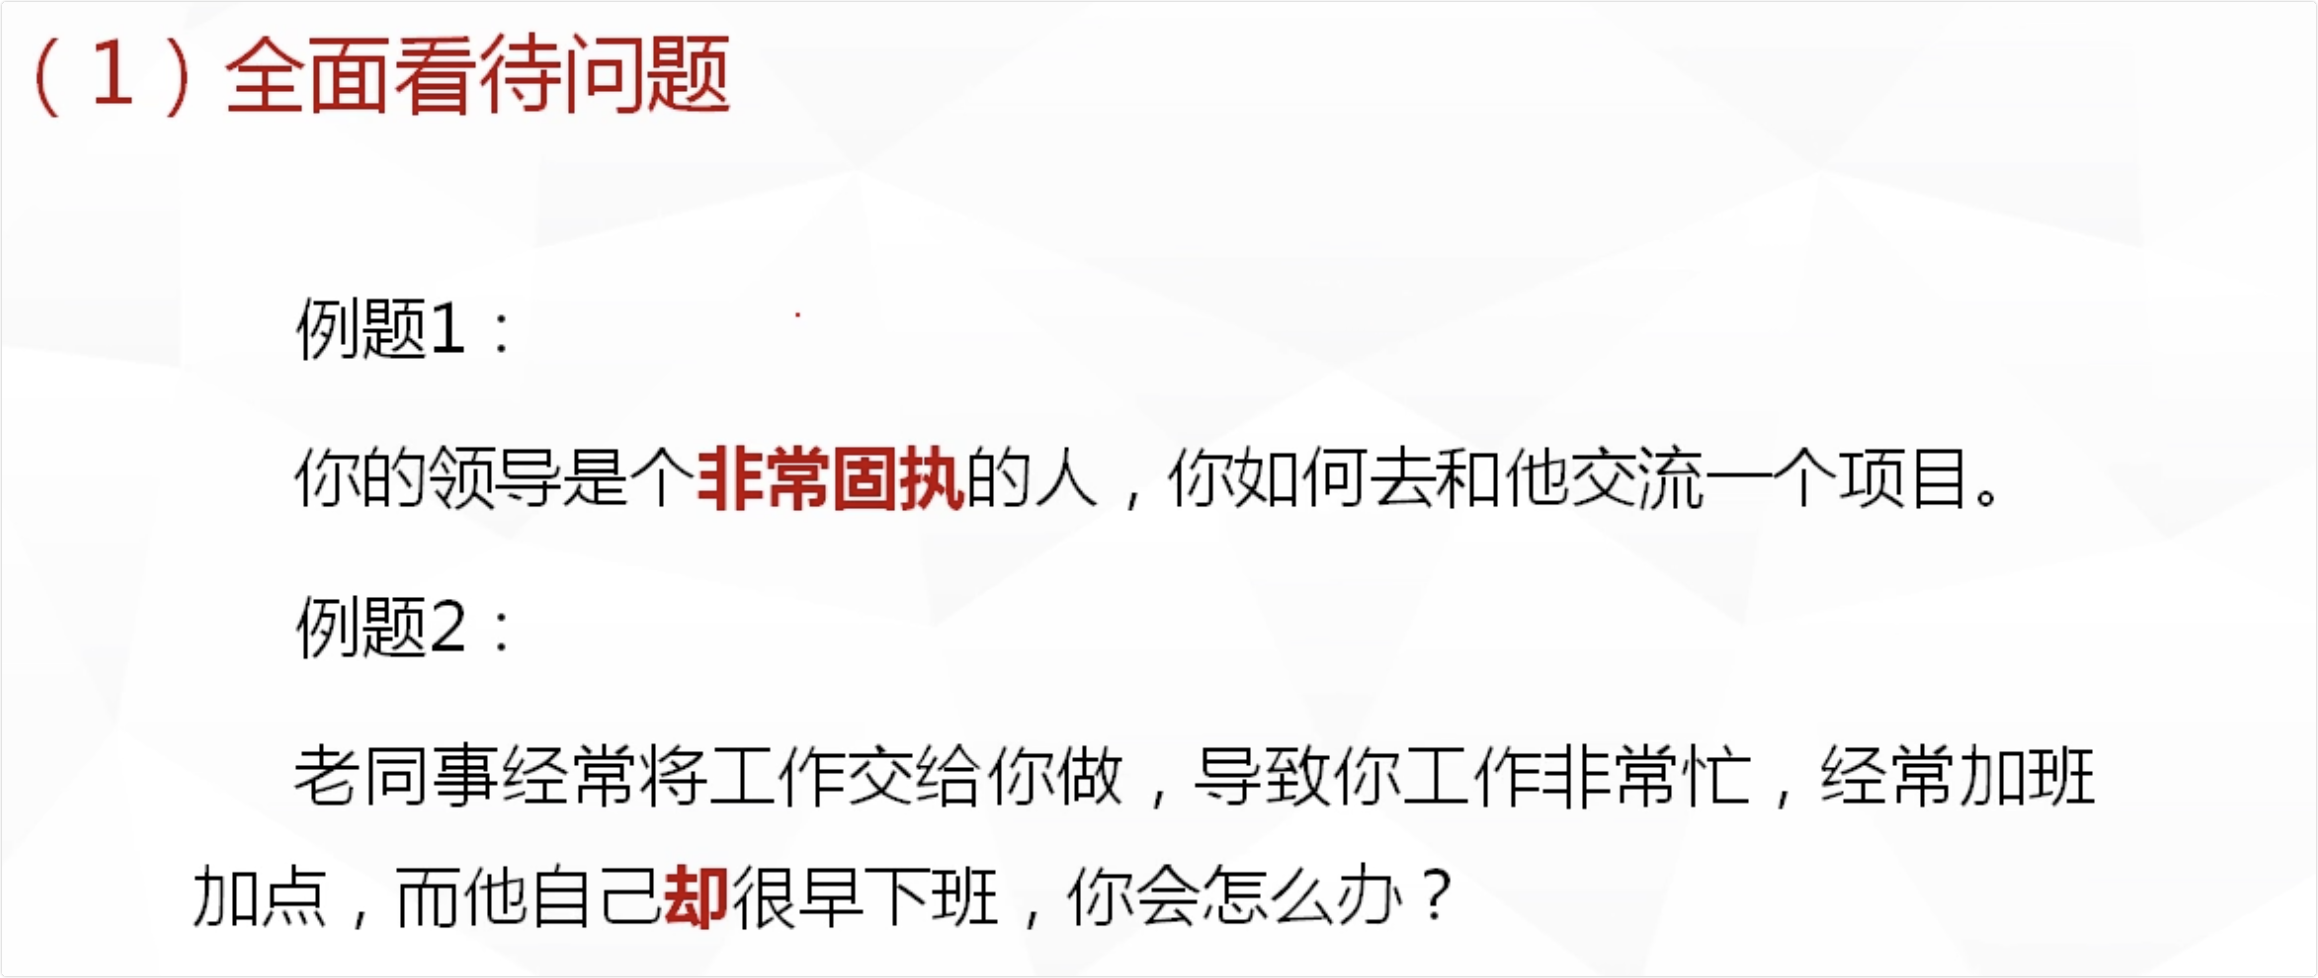 （1）全面看待问题
例题1：
你的领导是个非常固执的人，你如何去和他交流一个项目。
例题2：
老同事经常将工作交给你做，导致你工作非常忙，经常加班
加点，而他自己却很早下班，你会怎么办？